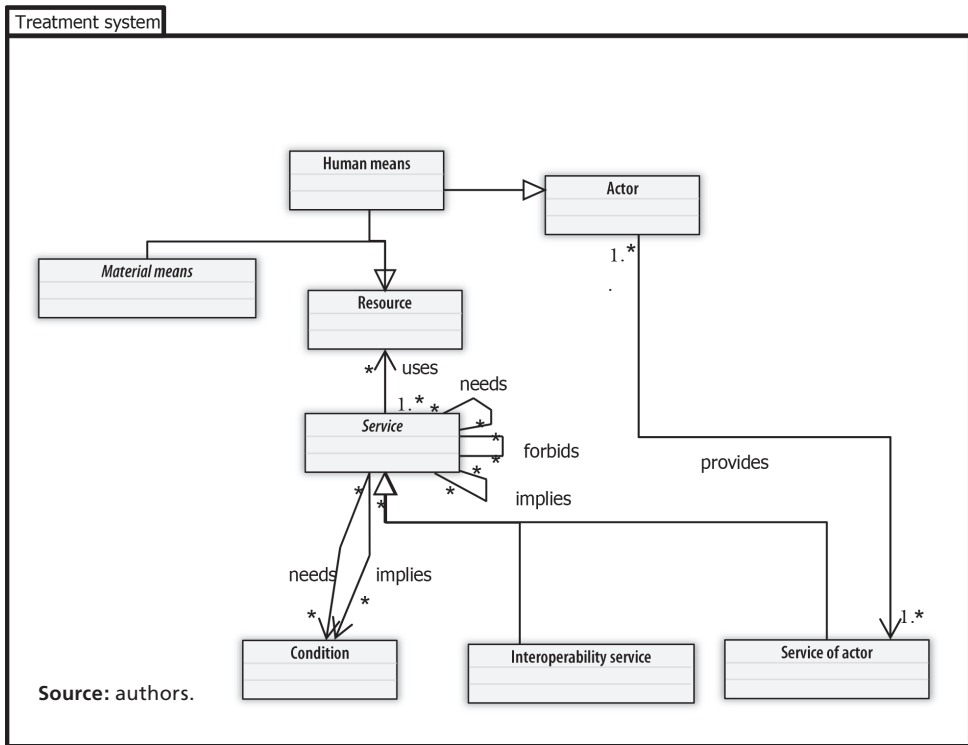 Treatment system
Human means
Actor
1.*
.
Material means
Resource
* uses
needs
1.* *
*
Service
*
forbids
*
*
*
implies
provides
*
*
needs
implies
*
*
1.*
Condition
Interoperability service
Service of actor
Source: authors.